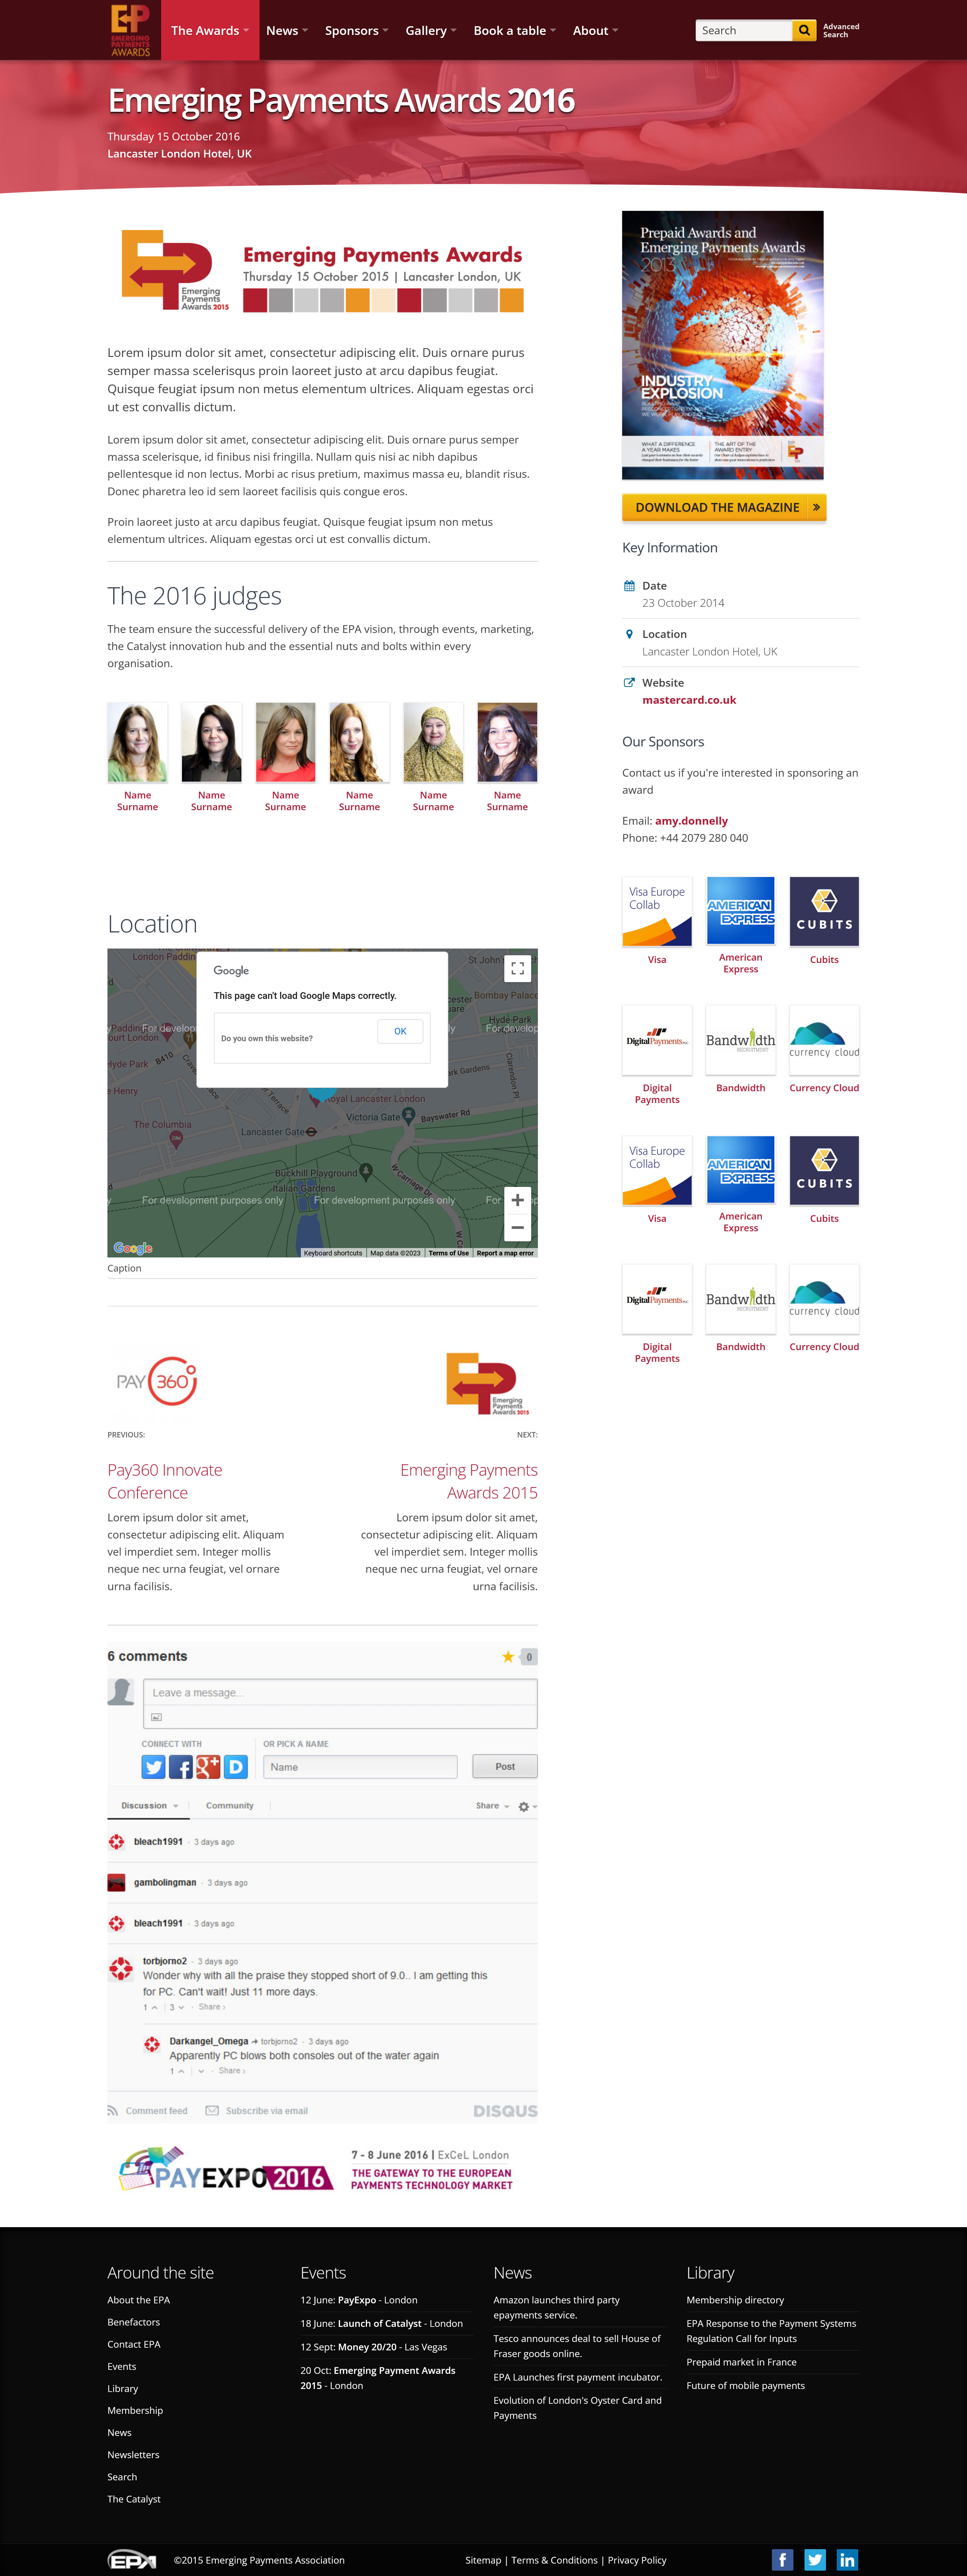 EP
EMERGING
PAYMENTS
AWARDS
The Awards
News
Sponsors
Gallery
Book a table
About
Search
Advanced
Search
Emerging Payments Awards 2016
Thursday 15 October 2016
Lancaster London Hotel, UK
Emerging
Payments
Awards 2015
Emerging Payments Awards
Thursday 15 October 2015 | Lancaster London, UK
Lorem ipsum dolor sit amet, consectetur adipiscing elit. Duis ornare purus
semper massa scelerisque proin laoreet justo at arcu dapibus feugiat.
Quisque feugiat ipsum non metus elementum ultrices. Aliquam egestas orci
ut est convallis dictum.
Lorem ipsum dolor sit amet, consectetur adipiscing elit. Duis ornare purus semper
massa scelerisque, id finibus nisi fringilla. Nullam quis nisi ac nibh dapibus
pellentesque id non lectus. Morbi ac risus pretium, maximus massa eu, blandit risus.
Donec pharetra leo id sem laoreet facilisis quis congue eros.
Proin laoreet justo at arcu dapibus feugiat. Quisque feugiat ipsum non metus
elementum ultrices. Aliquam egestas orci ut est convallis dictum.
The 2016 judges
The team ensure the successful delivery of the EPA vision, through events, marketing,
the Catalyst innovation hub and the essential nuts and bolts within every
organisation.
Name
Surname
Name
Surname
Name
Surname
Name
Surname
Name
Surname
Name
Surname
Location
Google
This page can't load Google Maps correctly.
Do you own this website?
OK
B410
Royal Lancaster London
Victoria Gate
Bayswater Rd
The Columbia
Lancaster Gate
Buckhill Playground
Italian Gardens
W Carriage Dr
Clarendon Pl
For development purposes only
For development purposes only
Google
Keyboard shortcuts
Map data ©2023
Terms of Use
Report a map error
Caption
PAY 360
PREVIOUS:
Pay360 Innovate
Conference
Lorem ipsum dolor sit amet,
consectetur adipiscing elit. Aliquam
vel imperdiet sem. Integer mollis
neque nec urna feugiat, vel ornare
urna facilisis.
Emerging
Payments
Awards 2015
NEXT:
Emerging Payments
Awards 2015
Lorem ipsum dolor sit amet,
consectetur adipiscing elit. Aliquam
vel imperdiet sem. Integer mollis
neque nec urna feugiat, vel ornare
urna facilisis.
6 comments
0
Leave a message...
CONNECT WITH
OR PICK A NAME
Name
Post
Discussion
Community
Share
bleach1991 · 3 days ago
gambolingman · 3 days ago
bleach1991 · 3 days ago
torbjorno2 · 3 days ago
Wonder why with all the praise they stopped short of 9.0.. I am getting this
for PC. Can't wait! Just 11 more days.
1 3 · Share ›
Darkangel_Omega torbjorno2 · 3 days ago
Apparently PC blows both consoles out of the water again
1 · Share ›
Comment feed
Subscribe via email
DISQUS
PAYEXPO2016
7 - 8 June 2016 | ExCeL London
THE GATEWAY TO THE EUROPEAN
PAYMENTS TECHNOLOGY MARKET
Prepaid Awards and
Emerging Payments Awards
2013
INDUSTRY
EXPLOSION
WHAT A DIFFERENCE
A YEAR MAKES
THE ART OF THE
AWARD ENTRY
DOWNLOAD THE MAGAZINE »
Key Information
Date
23 October 2014
Location
Lancaster London Hotel, UK
Website
mastercard.co.uk
Our Sponsors
Contact us if you're interested in sponsoring an
award
Email: amy.donnelly
Phone: +44 2079 280 040
Visa Europe
Collab
AMERICAN
EXPRESS
CUBITS
Visa
American
Express
Cubits
DigitalPayments
Bandwidth
RECRUITMENT
currency cloud
Digital
Payments
Bandwidth
Currency Cloud
Visa Europe
Collab
AMERICAN
EXPRESS
CUBITS
Visa
American
Express
Cubits
DigitalPayments
Bandwidth
RECRUITMENT
currency cloud
Digital
Payments
Bandwidth
Currency Cloud
Around the site
About the EPA
Benefactors
Contact EPA
Events
Library
Membership
News
Newsletters
Search
The Catalyst
Events
12 June: PayExpo - London
18 June: Launch of Catalyst - London
12 Sept: Money 20/20 - Las Vegas
20 Oct: Emerging Payment Awards
2015 - London
News
Amazon launches third party
epayments service.
Tesco announces deal to sell House of
Fraser goods online.
EPA Launches first payment incubator.
Evolution of London's Oyster Card and
Payments
Library
Membership directory
EPA Response to the Payment Systems
Regulation Call for Inputs
Prepaid market in France
Future of mobile payments
EPA
©2015 Emerging Payments Association
Sitemap | Terms & Conditions | Privacy Policy